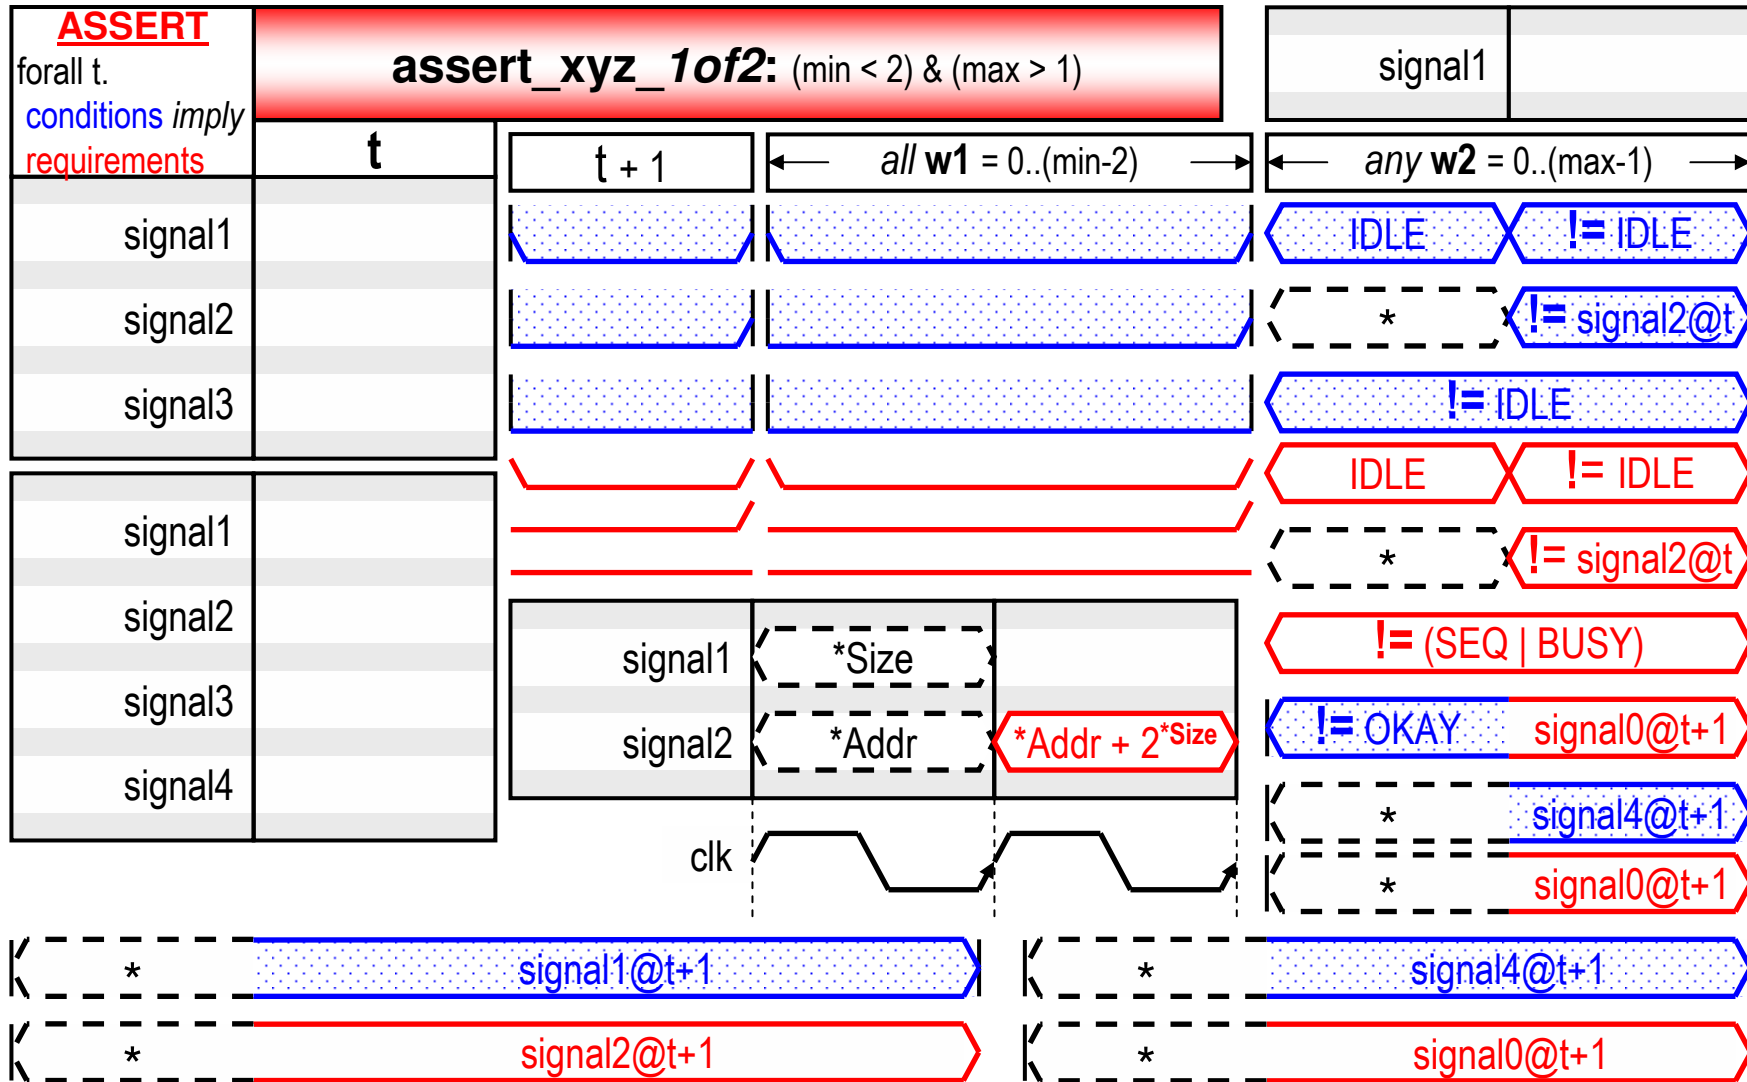 ASSERT
forall t.
conditions imply
requirements
assert_xyz_1of2: (min < 2) & (max > 1)
signal1
t
t + 1
all w1 = 0..(min-2)
any w2 = 0..(max-1)
signal1
IDLE
!= IDLE
signal2
*
!= signal2@t
signal3
!= IDLE
IDLE
!= IDLE
signal1
*
!= signal2@t
signal2
signal1
*Size
!= (SEQ | BUSY)
signal3
signal2
*Addr
*Addr + 2*Size
!= OKAY
signal0@t+1
signal4
*
signal4@t+1
clk
*
signal0@t+1
*
signal1@t+1
*
signal4@t+1
*
signal2@t+1
*
signal0@t+1